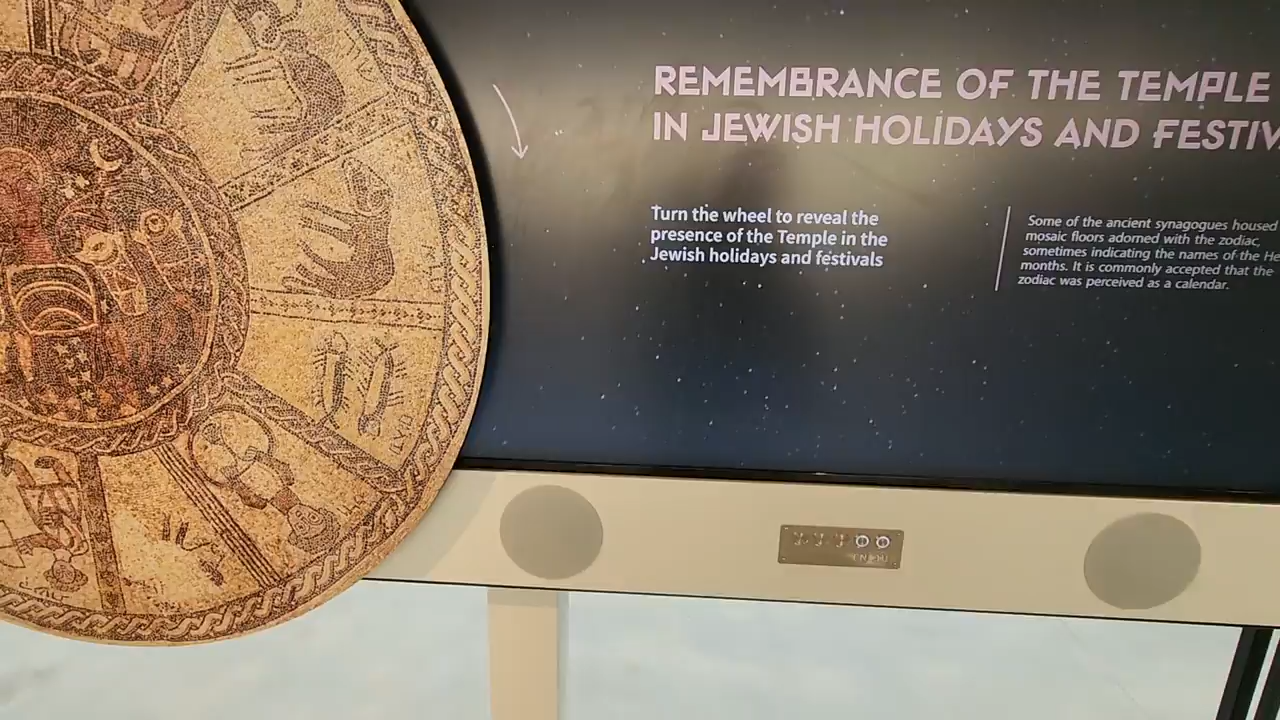 REMEMBRANCE OF THE TEMPLE
IN JEWISH HOLIDAYS AND FESTIV
Turn the wheel to reveal the
presence of the Temple in the
Jewish holidays and festivals
Some of the ancient synagogues housed
mosaic floors adorned with the zodiac,
sometimes indicating the names of the He
months. It is commonly accepted that the
zodiac was perceived as a calendar.